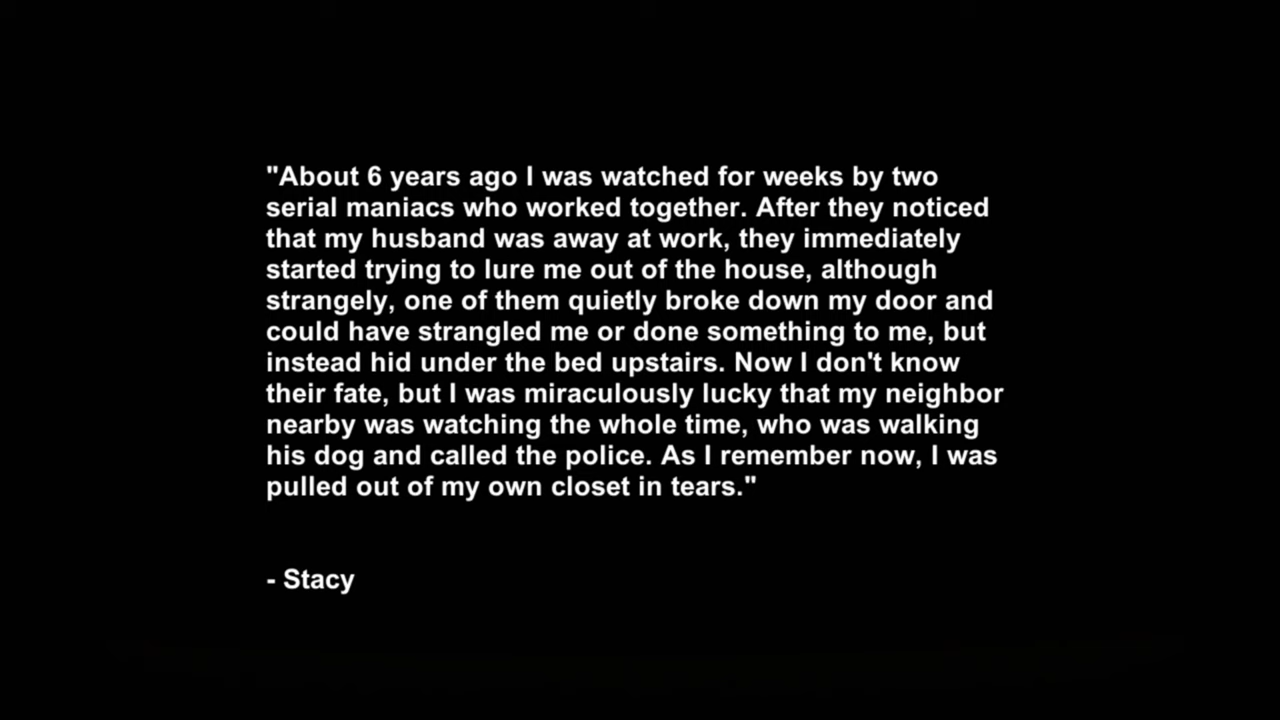 "About 6 years ago I was watched for weeks by two
serial maniacs who worked together. After they noticed
that my husband was away at work, they immediately
started trying to lure me out of the house, although
strangely, one of them quietly broke down my door and
could have strangled me or done something to me, but
instead hid under the bed upstairs. Now I don't know
their fate, but I was miraculously lucky that my neighbor
nearby was watching the whole time, who was walking
his dog and called the police. As I remember now, I was
pulled out of my own closet in tears."
- Stacy